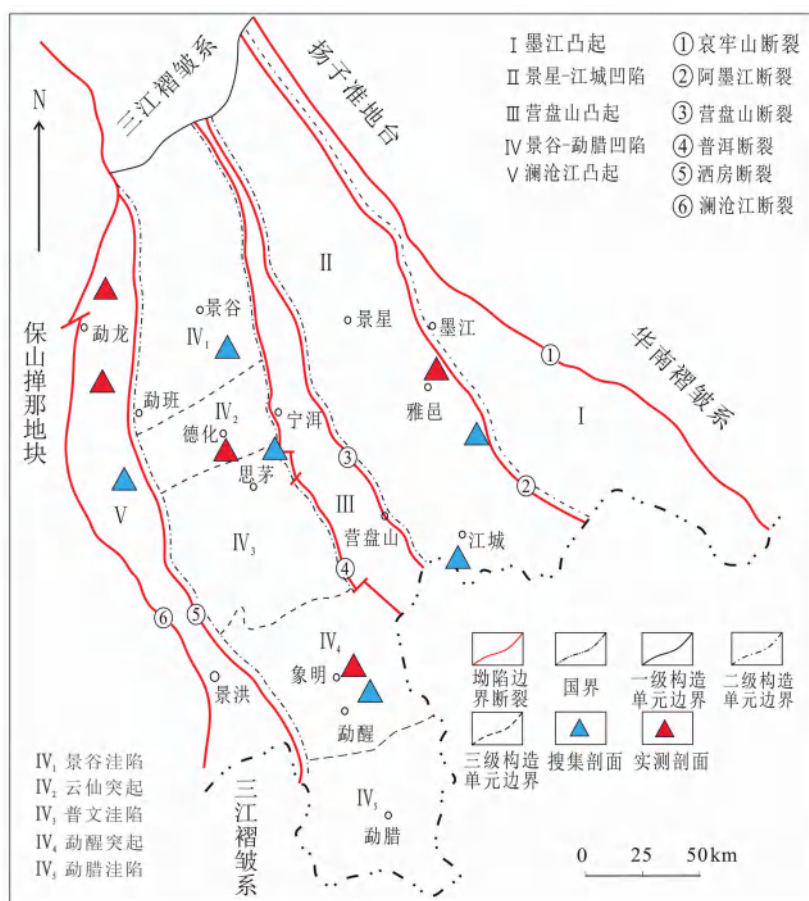 Ⅰ 墨江凸起
Ⅱ 景星-江城凹陷
Ⅲ 营盘山凸起
Ⅳ 景谷-勐腊凹陷
Ⅴ 澜沧江凸起
① 哀牢山断裂
② 阿墨江断裂
③ 营盘山断裂
④ 普洱断裂
⑤ 洒房断裂
⑥ 澜沧江断裂
N
三江褶皱系
扬子准地台
华南褶皱系
保山掸那地块
三江褶皱系
Ⅱ
景谷
Ⅳ₁
景星
墨江
勐龙
①
雅邑
Ⅰ
勐班
Ⅳ₂
德化
宁洱
思茅
③
②
Ⅴ
Ⅲ
营盘山
江城
Ⅳ₃
④
⑥
⑤
Ⅳ₄
象明
景洪
勐醒
Ⅳ₅
勐腊
坳陷边
界断裂
国界
一级构造
单元边界
二级构造
单元边界
三级构造
单元边界
搜集剖面
实测剖面
Ⅳ₁ 景谷洼陷
Ⅳ₂ 云仙突起
Ⅳ₃ 普文洼陷
Ⅳ₄ 勐醒突起
Ⅳ₅ 勐腊洼陷
0 25 50km